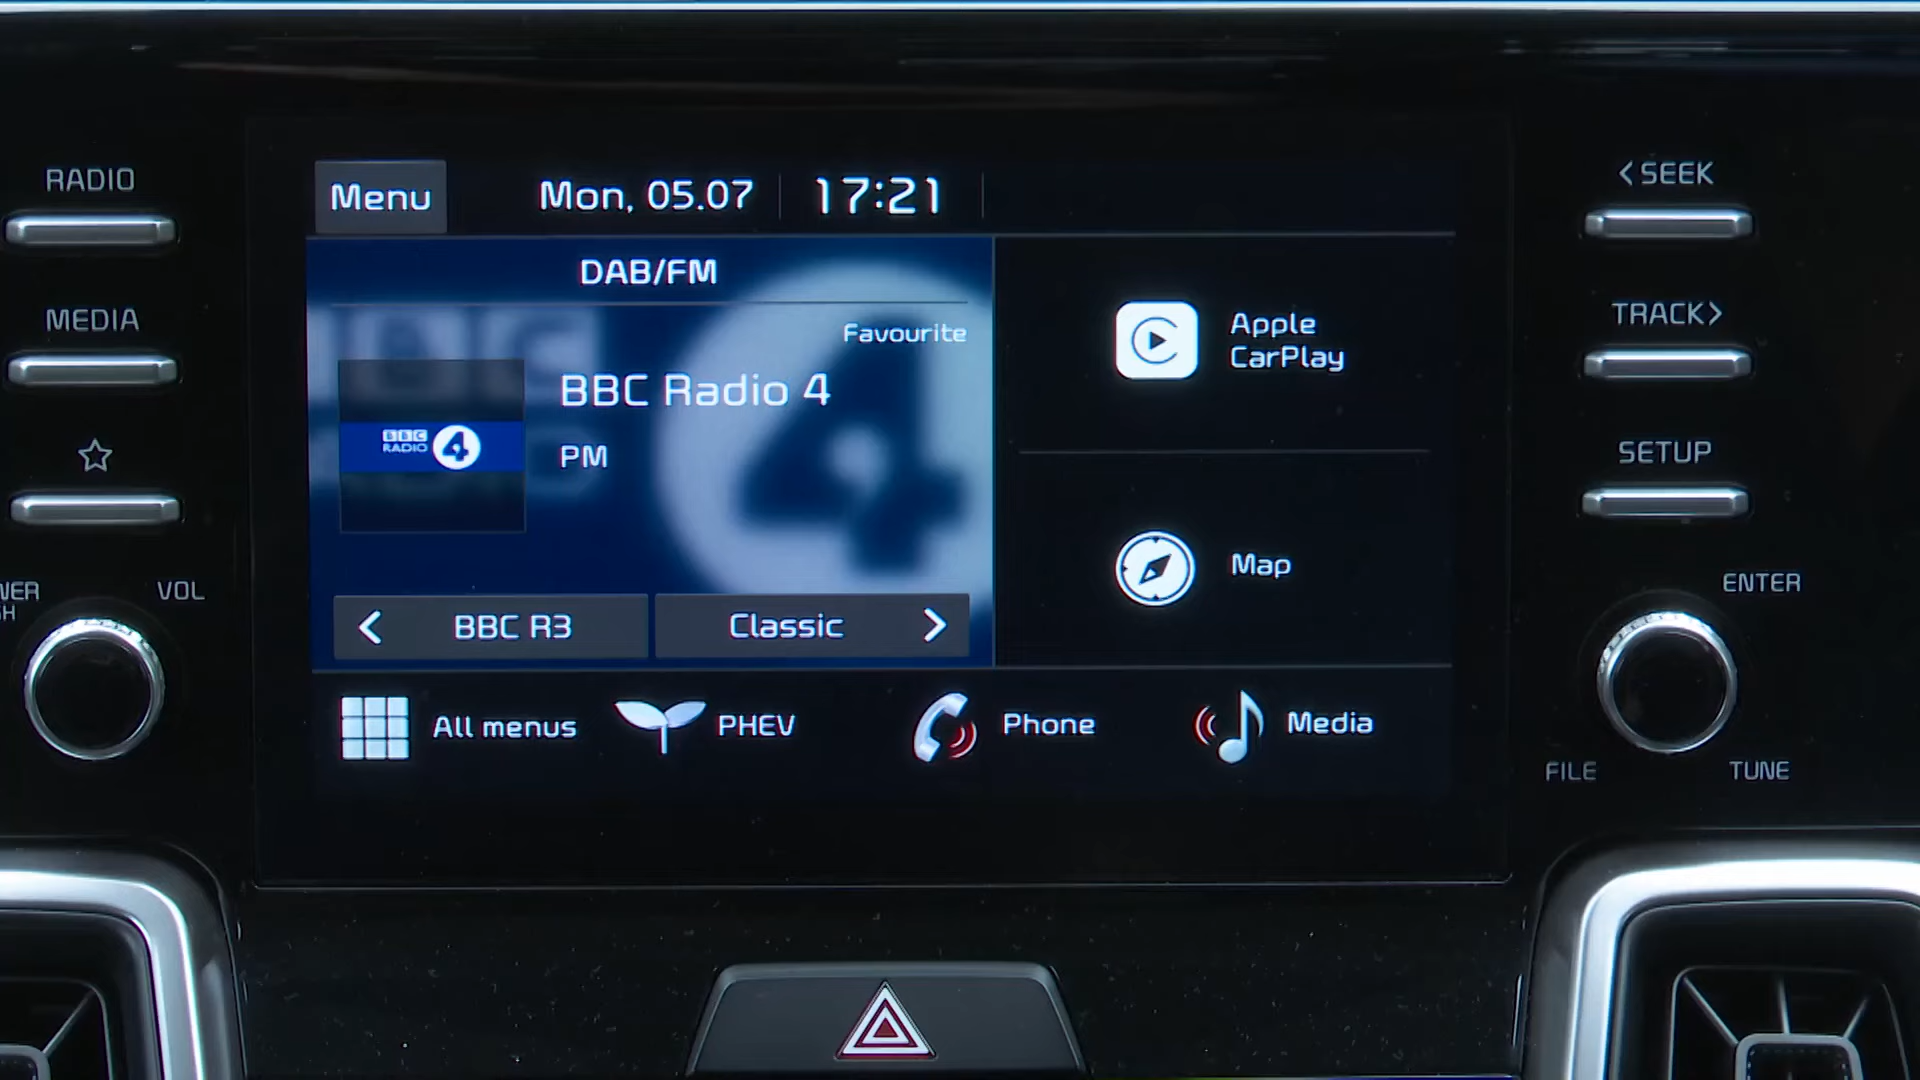 RADIO
MEDIA
VOL
Menu
Mon, 05.07
17:21
DAB/FM
Favourite
BBC Radio 4
PM
BBC
RADIO 4
BBC R3
Classic
Apple
CarPlay
Map
All menus
PHEV
Phone
Media
SEEK
TRACK
SETUP
ENTER
FILE
TUNE